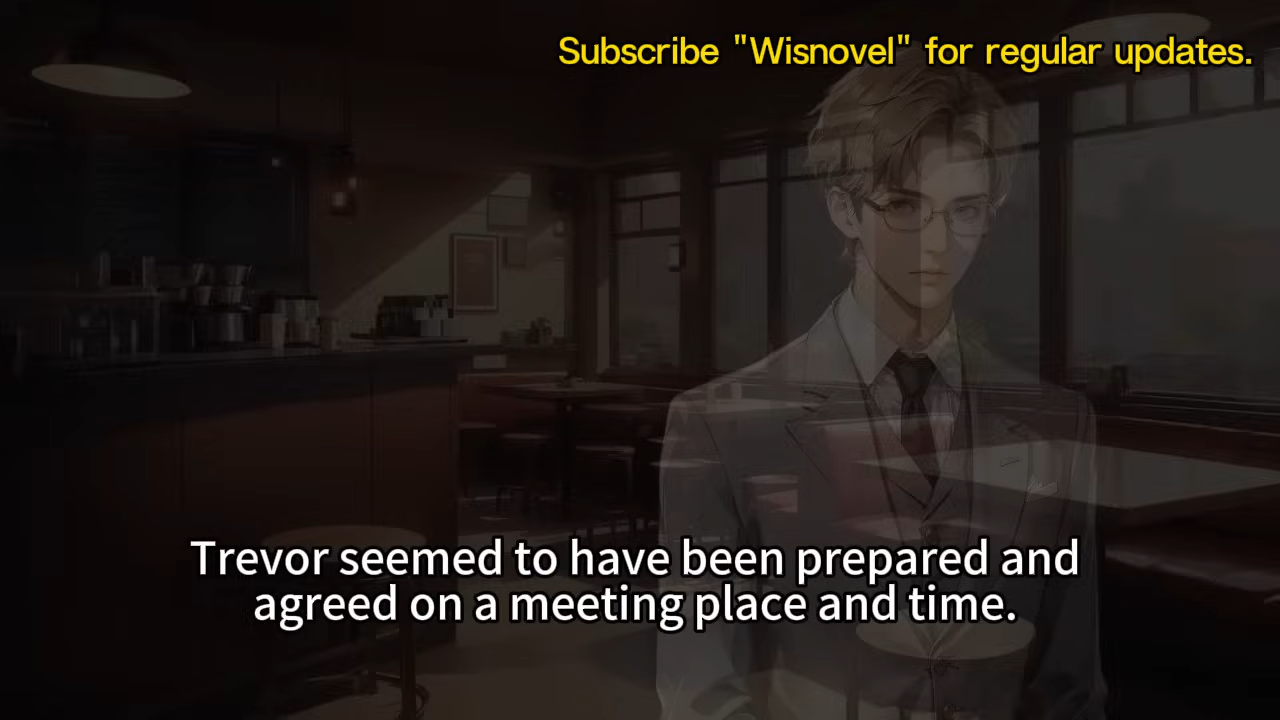 Subscribe "Wisnovel" for regular updates.
Trevor seemed to have been prepared and
agreed on a meeting place and time.